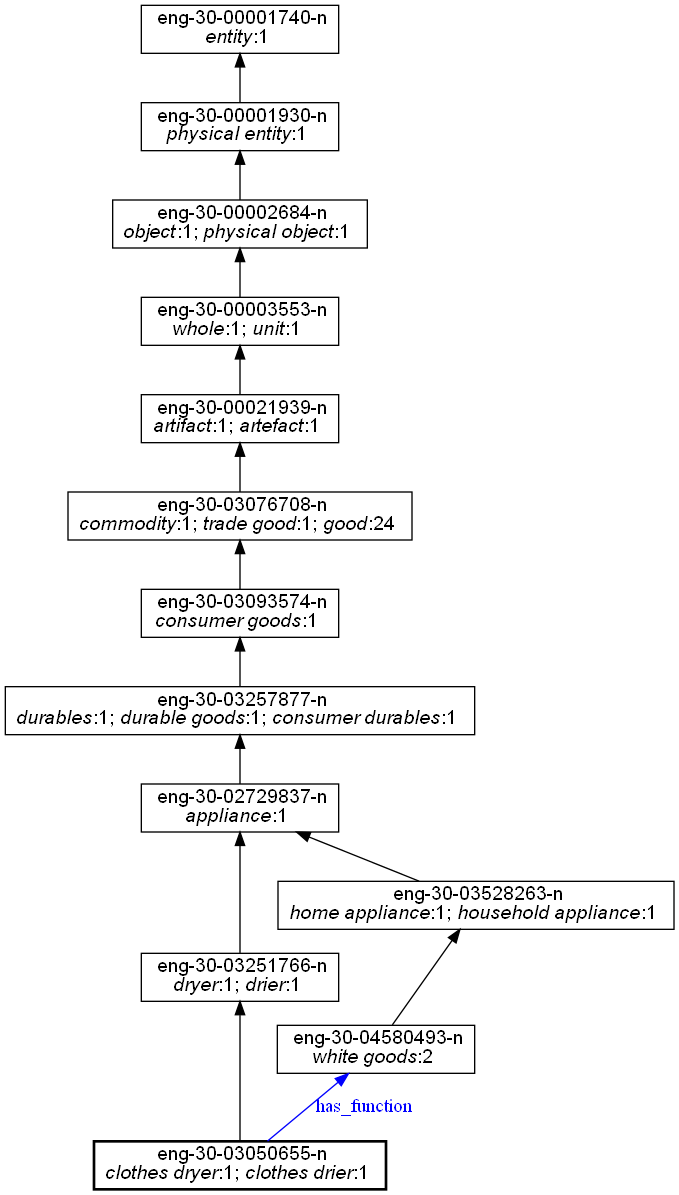 eng-30-00001740-n
entity:1
eng-30-00001930-n
physical entity:1
eng-30-00002684-n
object:1; physical object:1
eng-30-00003553-n
whole:1; unit:1
eng-30-00021939-n
artifact:1; artefact:1
eng-30-03076708-n
commodity:1; trade good:1; good:24
eng-30-03093574-n
consumer goods:1
eng-30-03257877-n
durables:1; durable goods:1; consumer durables:1
eng-30-02729837-n
appliance:1
eng-30-03528263-n
home appliance:1; household appliance:1
eng-30-03251766-n
dryer:1; drier:1
eng-30-04580493-n
white goods:2
has_function
eng-30-03050655-n
clothes dryer:1; clothes drier:1